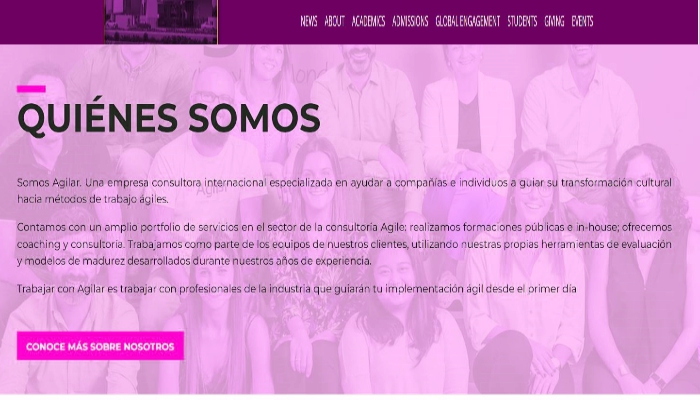 NEWS ABOUT ACADEMICS ADMISSIONS GLOBAL ENGAGEMENT STUDENTS GIVING EVENTS
QUIÉNES SOMOS
Somos Agilar. Una empresa consultora internacional especializada en ayudar a compañías e individuos a guiar su transformación cultural
hacia métodos de trabajo ágiles.
Contamos con un amplio portfolio de servicios en el sector de la consultoría Agile: realizamos formaciones públicas e in-house; ofrecemos
coaching y consultoría. Trabajamos como parte de los equipos de nuestros clientes, utilizando nuestras propias herramientas de evaluación
y modelos de madurez desarrollados durante nuestros años de experiencia.
Trabajar con Agilar es trabajar con profesionales de la industria que guiarán tu implementación ágil desde el primer día
CONOCE MÁS SOBRE NOSOTROS